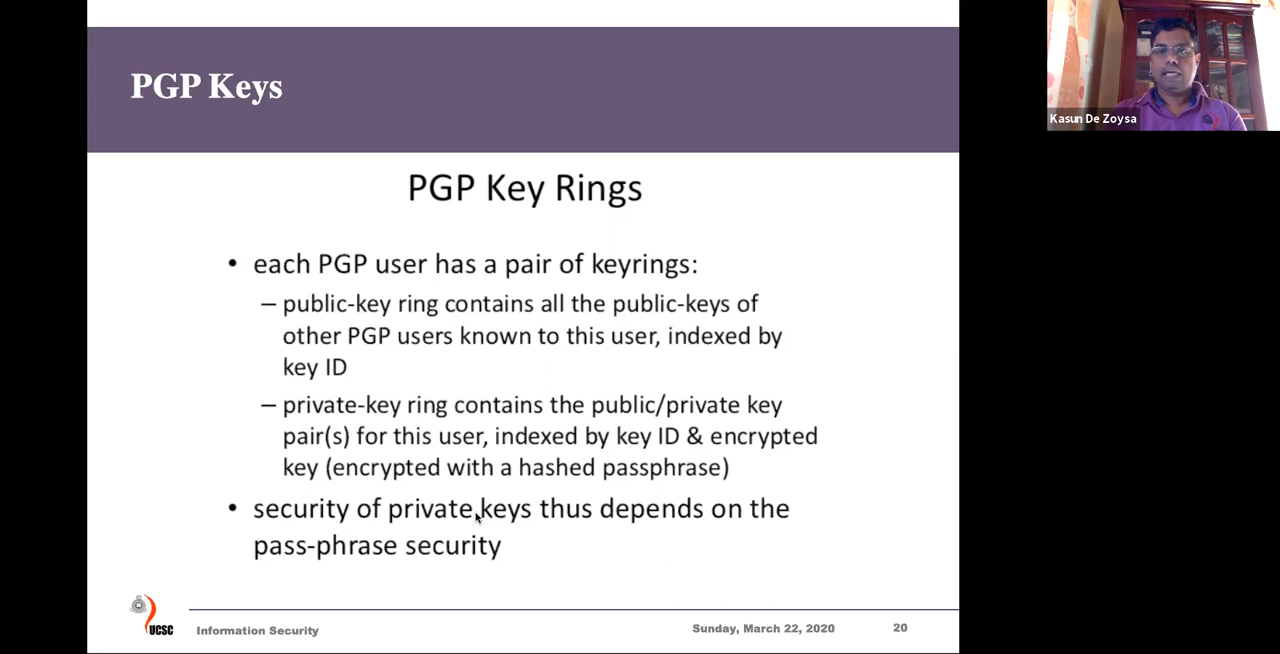 PGP Keys
Kasun De Zoysa
PGP Key Rings
• each PGP user has a pair of keyrings:
– public-key ring contains all the public-keys of
other PGP users known to this user, indexed by
key ID
– private-key ring contains the public/private key
pair(s) for this user, indexed by key ID & encrypted
key (encrypted with a hashed passphrase)
• security of private keys thus depends on the
pass-phrase security
UCSC
Information Security
Sunday, March 22, 2020
20